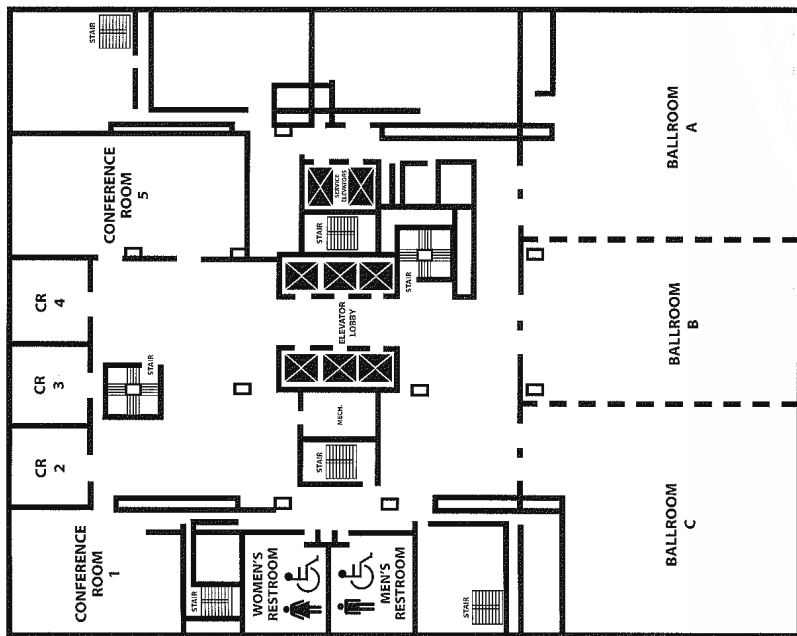 STAIR
CONFERENCE
ROOM
5
SERVICE
ELEVATORS
STAIR
BALLROOM
A
STAIR
CR
4
ELEVATOR
LOBBY
BALLROOM
B
CR
3
STAIR
MECH.
CR
2
STAIR
BALLROOM
C
CONFERENCE
ROOM
1
STAIR
WOMEN'S
RESTROOM
MEN'S
RESTROOM
STAIR